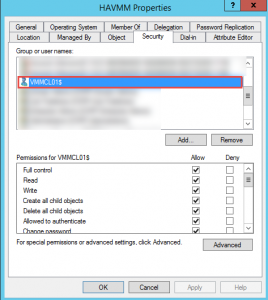 HAVMM Properties
? X
General Operating System Member Of Delegation Password Replication
Location Managed By Object Security Dial-in Attribute Editor
Group or user names:
VMMCL01$
Add... Remove
Permissions for VMMCL01$ Allow Deny
Full control
Read
Write
Create all child objects
Delete all child objects
Allowed to authenticate
Change password
For special permissions or advanced settings, click Advanced. Advanced
OK Cancel Apply Help